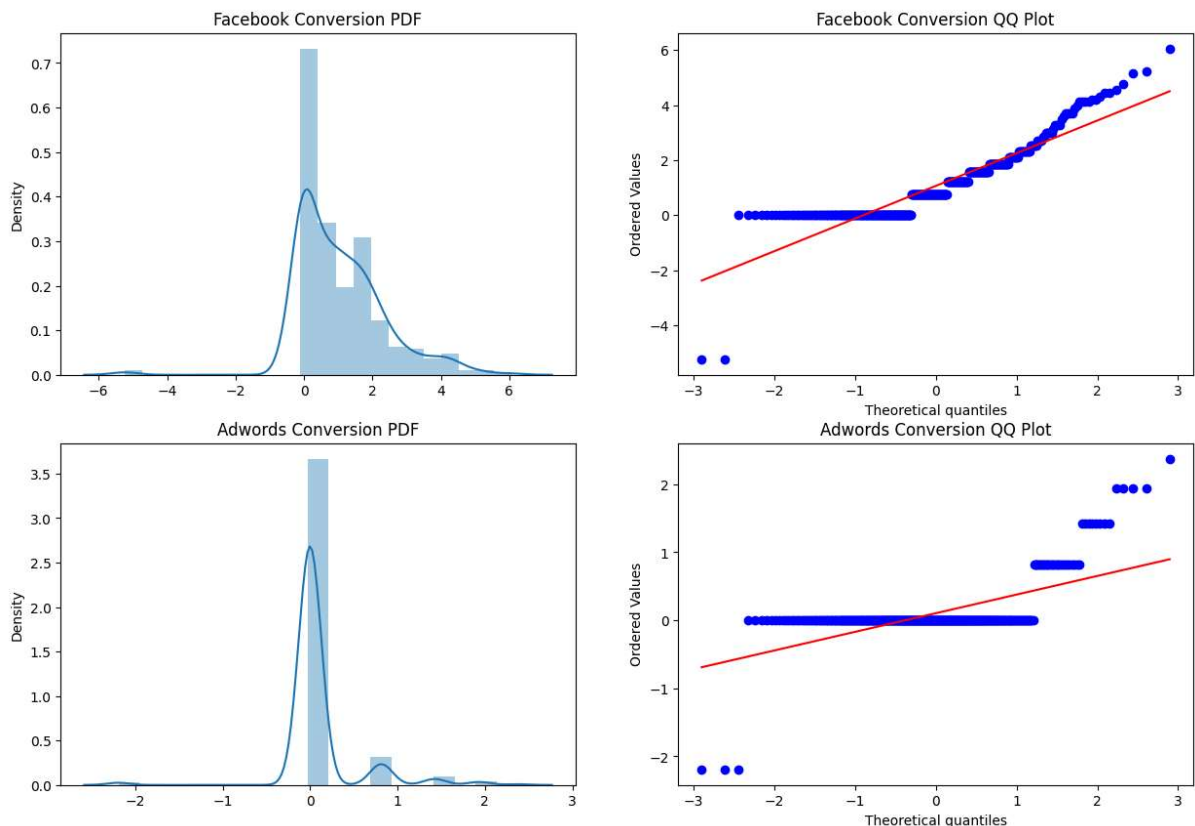 Facebook Conversion PDF
Density
0.7
0.6
0.5
0.4
0.3
0.2
0.1
0.0
−6 −4 −2 0 2 4 6
Facebook Conversion QQ Plot
Ordered Values
6
4
2
0
−2
−4
−3 −2 −1 0 1 2 3
Theoretical quantiles
Adwords Conversion PDF
Density
3.5
3.0
2.5
2.0
1.5
1.0
0.5
0.0
−2 −1 0 1 2 3
Adwords Conversion QQ Plot
Ordered Values
2
1
0
−1
−2
−3 −2 −1 0 1 2 3
Theoretical quantiles